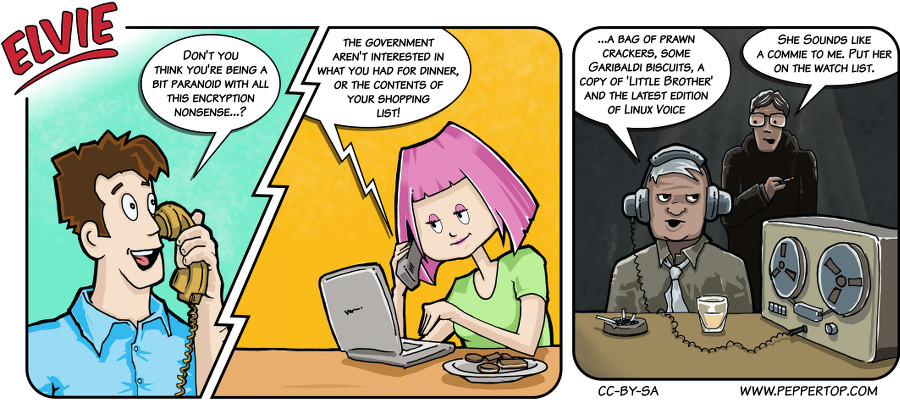 ELVIE
DON'T YOU
THINK YOU'RE BEING A
BIT PARANOID WITH ALL
THIS ENCRYPTION
NONSENSE...?
THE GOVERNMENT
AREN'T INTERESTED IN
WHAT YOU HAD FOR DINNER,
OR THE CONTENTS OF
YOUR SHOPPING
LIST!
...A BAG OF PRAWN
CRACKERS, SOME
GARIBALDI BISCUITS, A
COPY OF 'LITTLE BROTHER'
AND THE LATEST EDITION
OF LINUX VOICE
SHE SOUNDS LIKE
A COMMIE TO ME. PUT HER
ON THE WATCH LIST.
CC-BY-SA
WWW.PEPPERTOP.COM